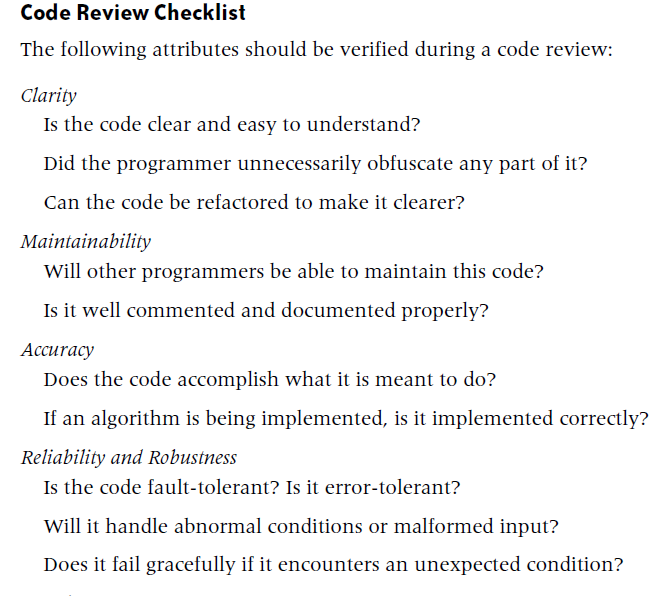 Code Review Checklist
The following attributes should be verified during a code review:
Clarity
Is the code clear and easy to understand?
Did the programmer unnecessarily obfuscate any part of it?
Can the code be refactored to make it clearer?
Maintainability
Will other programmers be able to maintain this code?
Is it well commented and documented properly?
Accuracy
Does the code accomplish what it is meant to do?
If an algorithm is being implemented, is it implemented correctly?
Reliability and Robustness
Is the code fault-tolerant? Is it error-tolerant?
Will it handle abnormal conditions or malformed input?
Does it fail gracefully if it encounters an unexpected condition?